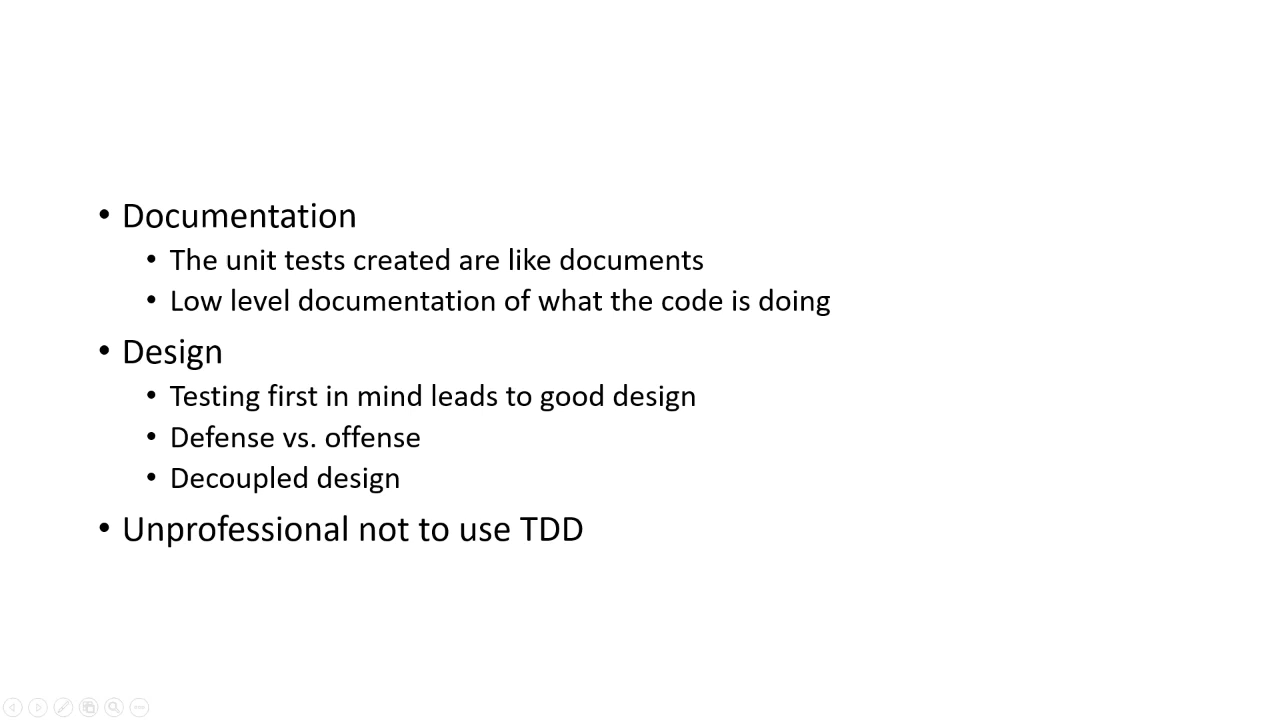 • Documentation
• The unit tests created are like documents
• Low level documentation of what the code is doing
• Design
• Testing first in mind leads to good design
• Defense vs. offense
• Decoupled design
• Unprofessional not to use TDD